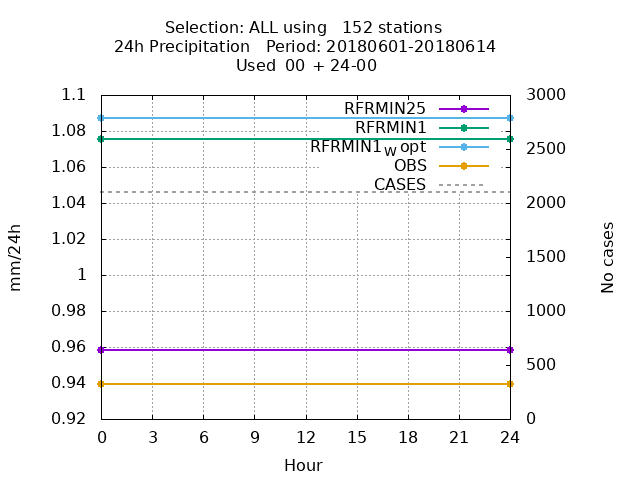 Selection: ALL using   152 stations
24h Precipitation   Period: 20180601-20180614
Used  00  + 24-00
1.1
1.08
1.06
1.04
1.02
1
0.98
0.96
0.94
0.92
mm/24h
RFRMIN25
RFRMIN1
RFRMIN1Wopt
OBS
CASES
3000
2500
2000
1500
1000
500
0
No cases
0 3 6 9 12 15 18 21 24
Hour